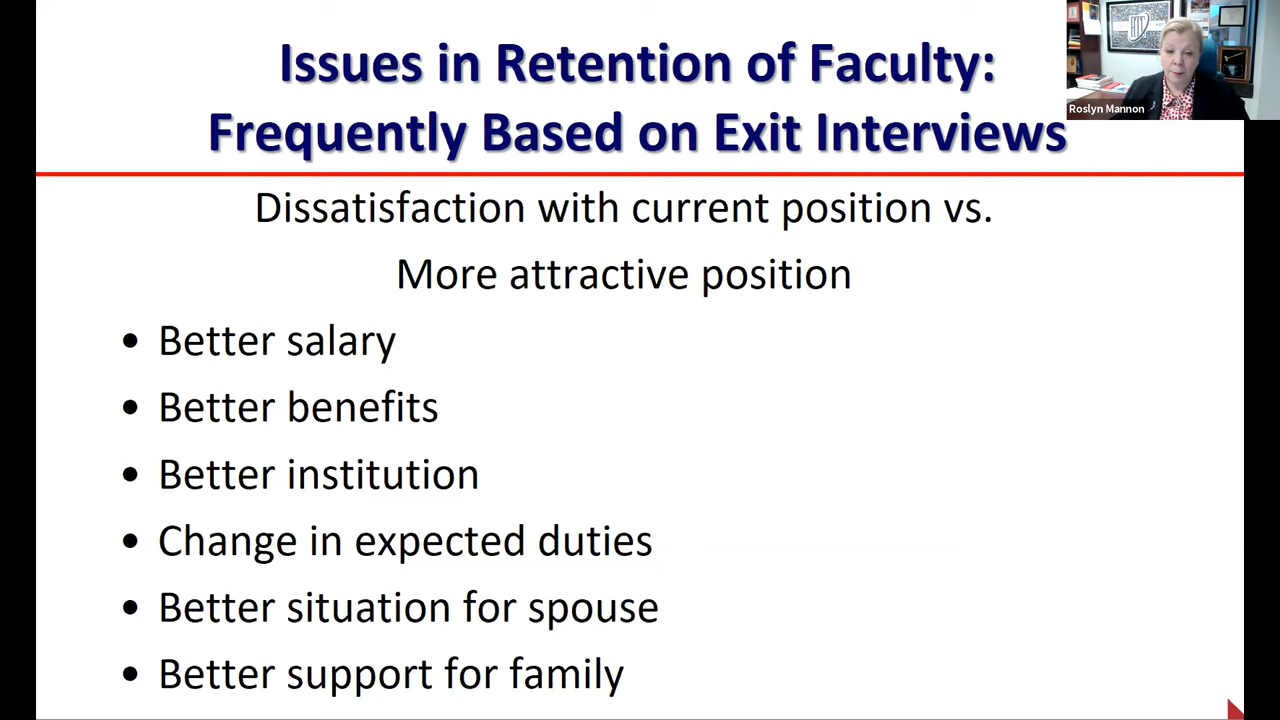 Issues in Retention of Faculty:
Frequently Based on Exit Interviews
Roslyn Mannon
Dissatisfaction with current position vs.
More attractive position
• Better salary
• Better benefits
• Better institution
• Change in expected duties
• Better situation for spouse
• Better support for family